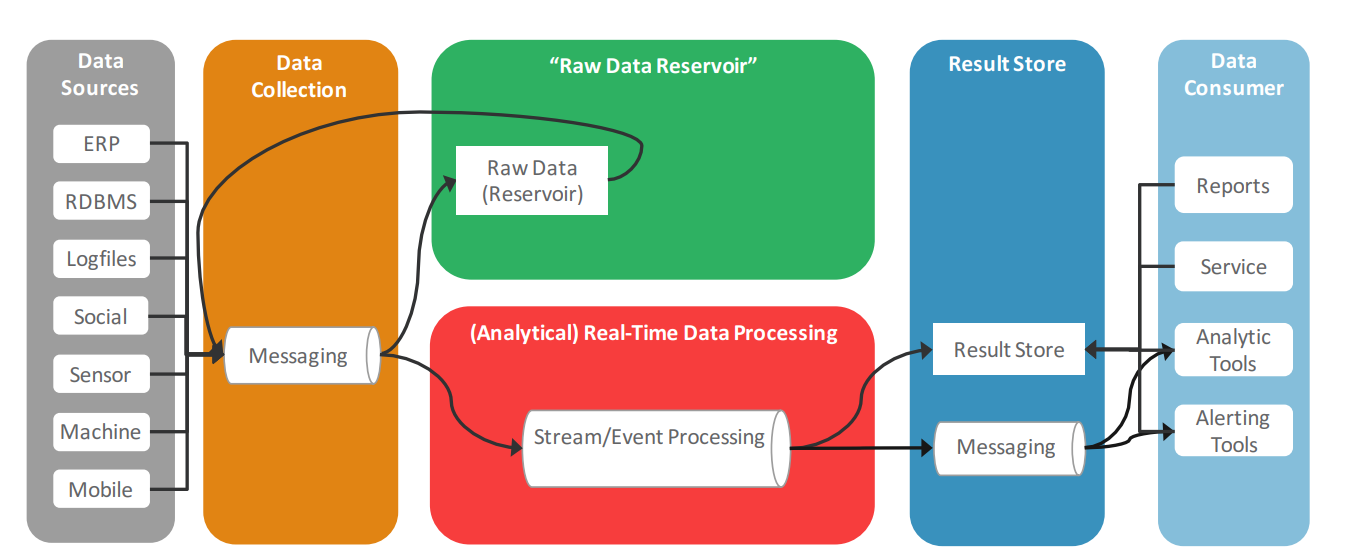 Data
Sources
ERP
RDBMS
Logfiles
Social
Sensor
Machine
Mobile
Data
Collection
Messaging
“Raw Data Reservoir”
Raw Data
(Reservoir)
(Analytical) Real-Time Data Processing
Stream/Event Processing
Result Store
Result Store
Messaging
Data
Consumer
Reports
Service
Analytic
Tools
Alerting
Tools